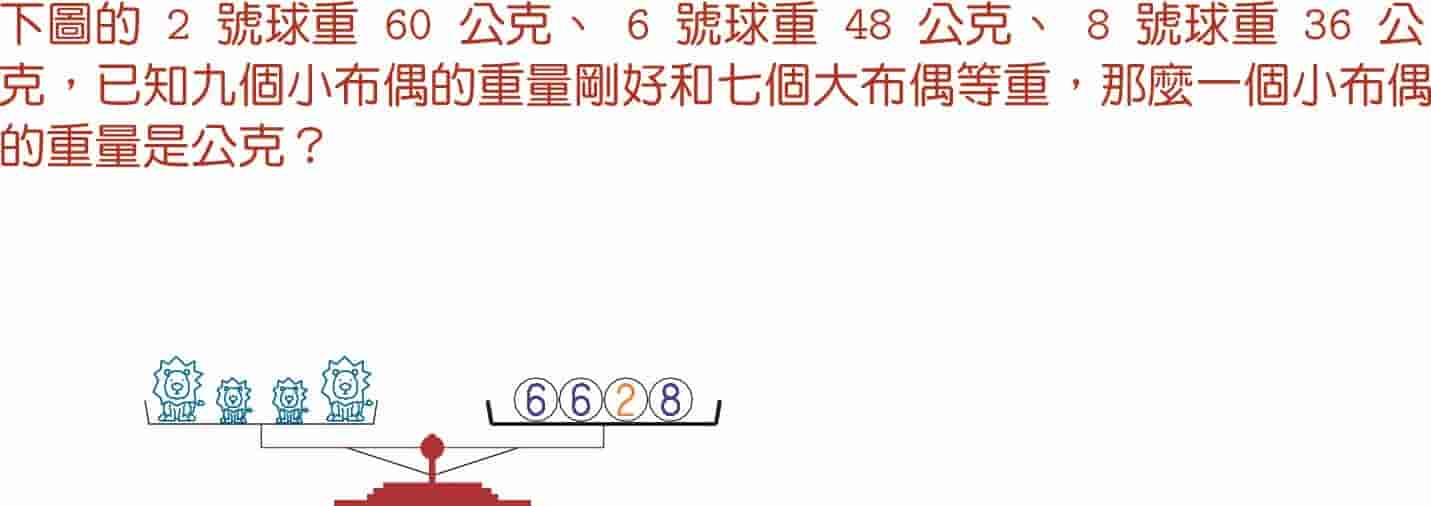 下圖的 2 號球重 60 公克、 6 號球重 48 公克、 8 號球重 36 公
克，已知九個小布偶的重量剛好和七個大布偶等重，那麼一個小布偶
的重量是公克？
6 6 2 8